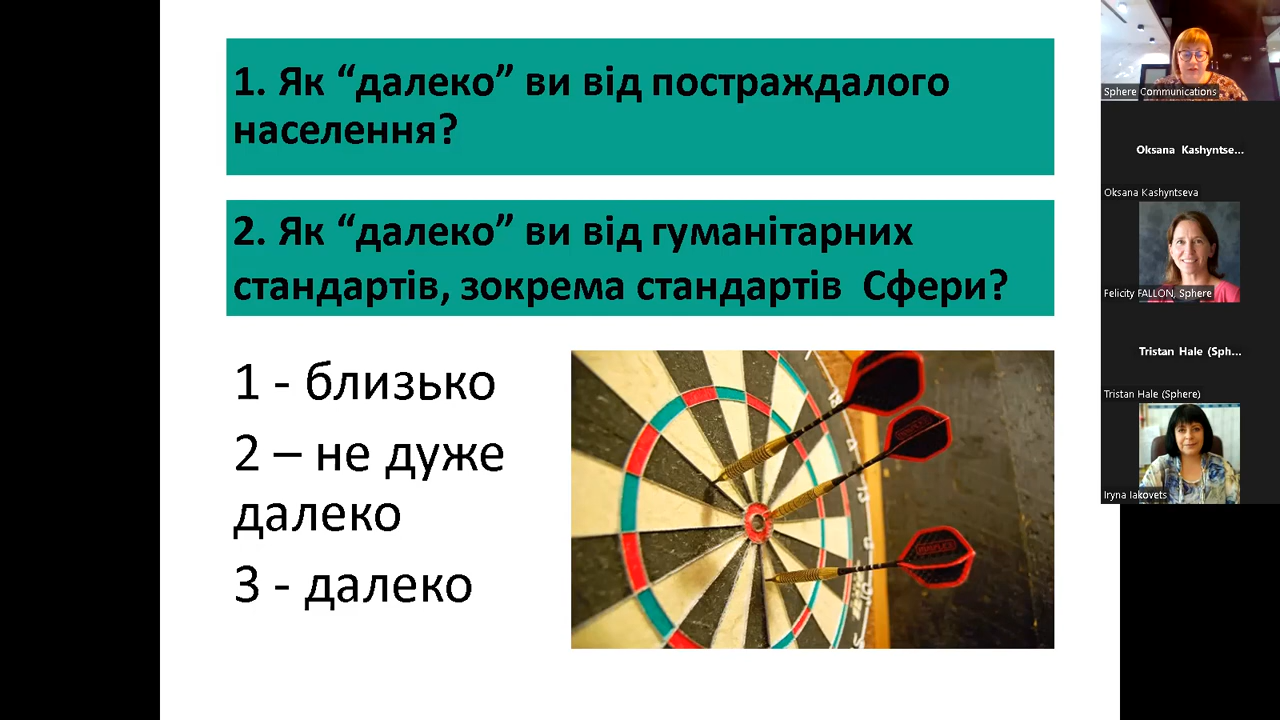 1. Як “далеко” ви від постраждалого
населення?
2. Як “далеко” ви від гуманітарних
стандартів, зокрема стандартів Сфери?
1 - близько
2 – не дуже
далеко
3 - далеко
Sphere Communications
Oksana Kashyntse...
Oksana Kashyntseva
Felicity FALLON, Sphere
Tristan Hale (Sph...
Tristan Hale (Sphere)
Iryna Iakovets